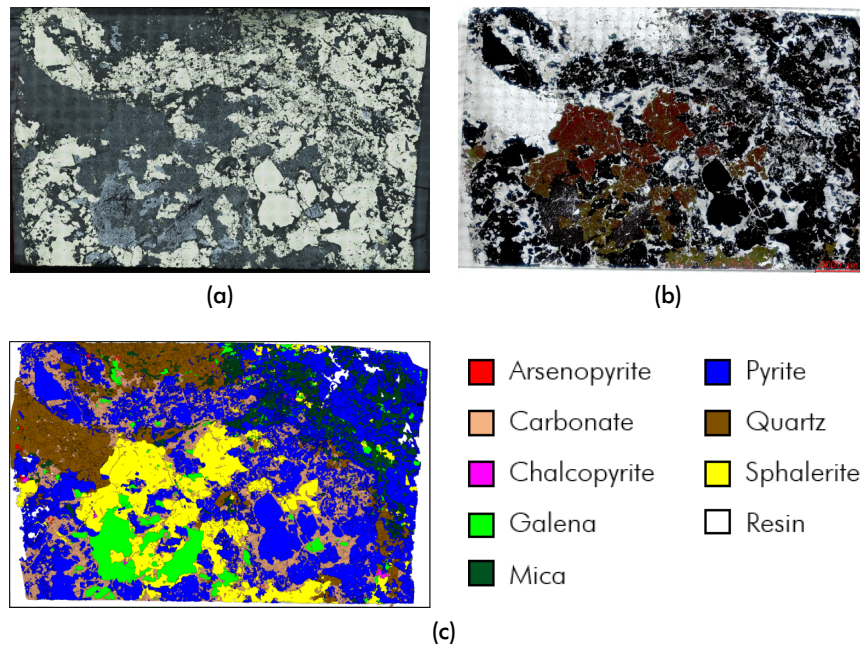 (a)
(b)
Arsenopyrite
Pyrite
Carbonate
Quartz
Chalcopyrite
Sphalerite
Galena
Resin
Mica
(c)